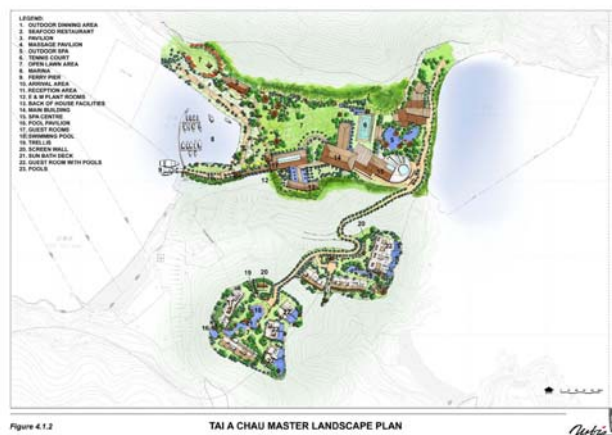 LEGEND:
1. OUTDOOR DINNING AREA
2. SEAFOOD RESTAURANT
3. PAVILION
4. MASSAGE PAVILION
5. OUTDOOR SPA
6. TENNIS COURT
7. OPEN LAWN AREA
8. MARINA
9. FERRY PIER
10. ARRIVAL AREA
11. RECEPTION AREA
12. E & M PLANT ROOMS
13. BACK OF HOUSE FACILITIES
14. MAIN BUILDING
15. SPA CENTRE
16. POOL PAVILION
17. GUEST ROOMS
18. SWIMMING POOL
19. TRELLIS
20. SCREEN WALL
21. SUN BATH DECK
22. GUEST ROOM WITH POOLS
23. POOLS
8
9
12
14
20
19 20
18
Figure 4.1.2
TAI A CHAU MASTER LANDSCAPE PLAN